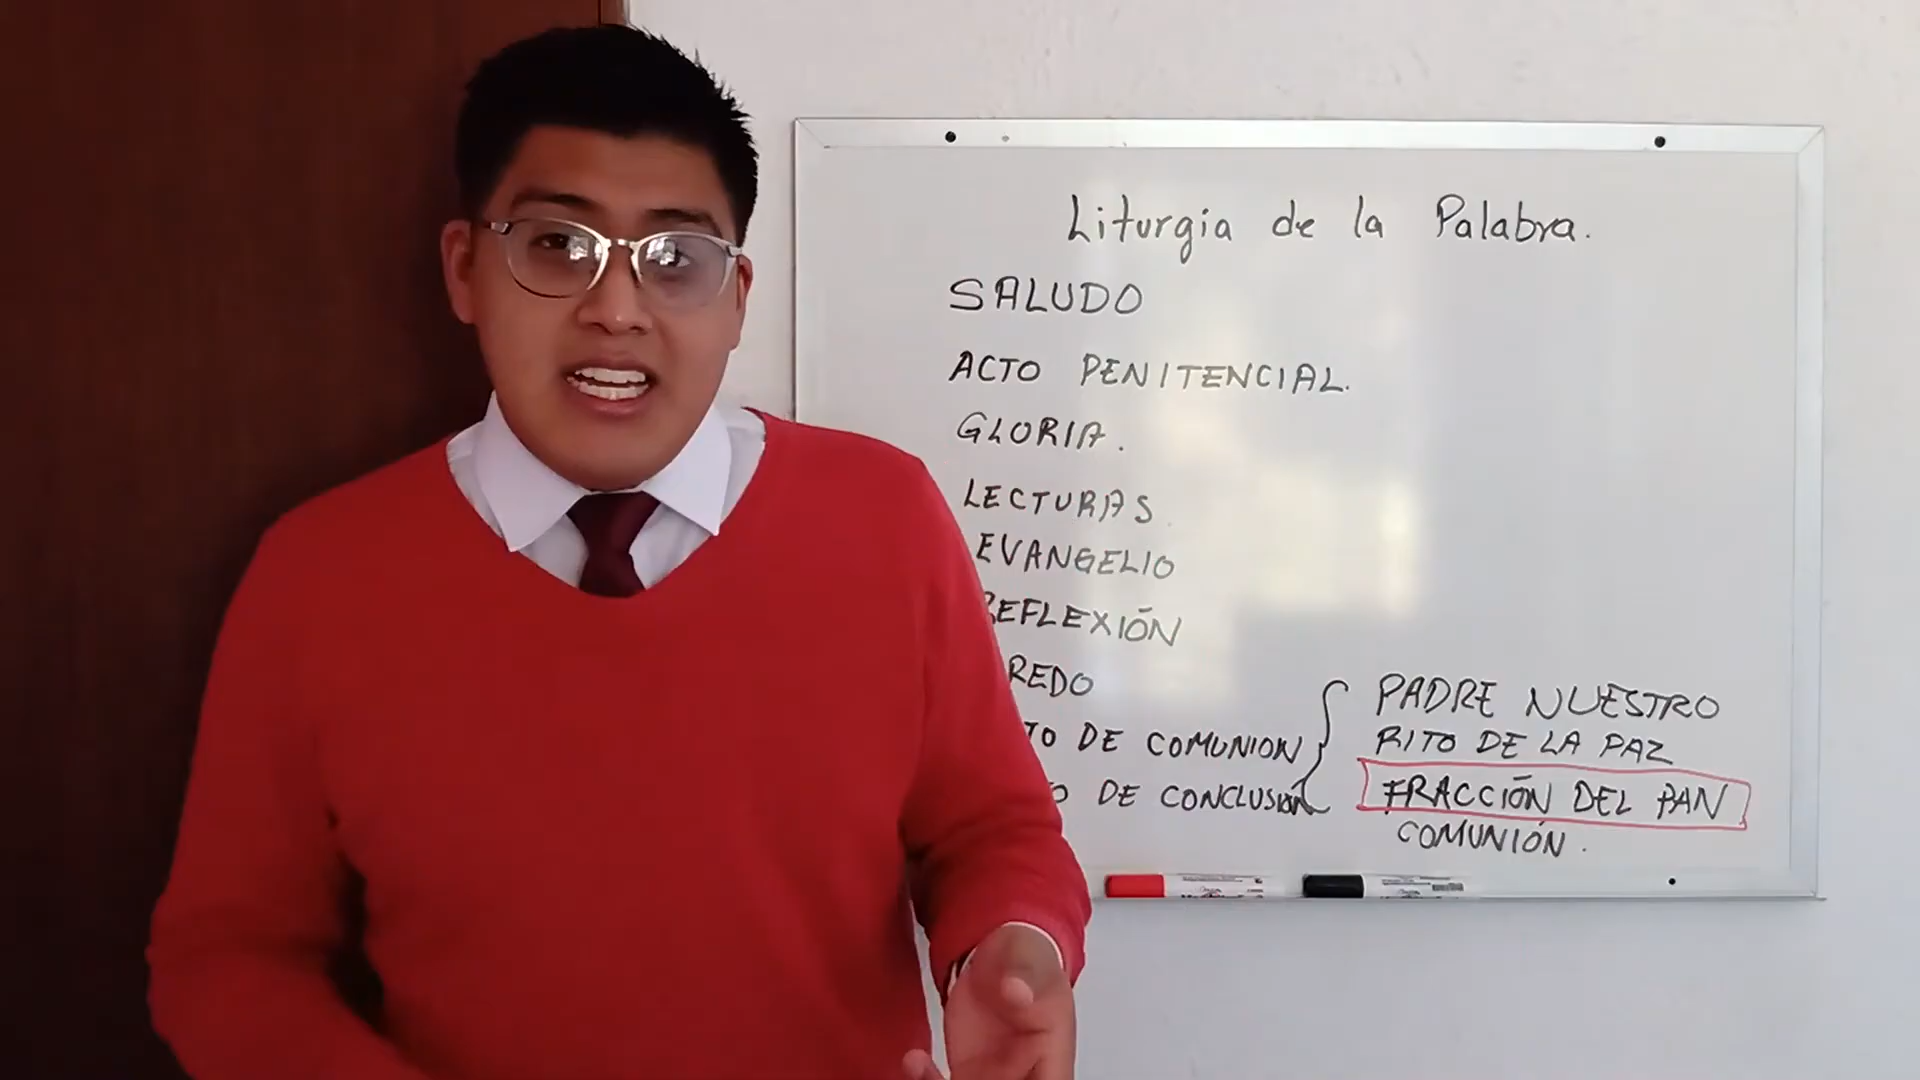 Liturgia de la Palabra.
SALUDO
ACTO PENITENCIAL.
GLORIA.
LECTURAS
EVANGELIO
REFLEXIÓN
REDO
TO DE COMUNION
O DE CONCLUSIÓN
PADRE NUESTRO
RITO DE LA PAZ
FRACCIÓN DEL PAN
COMUNIÓN.